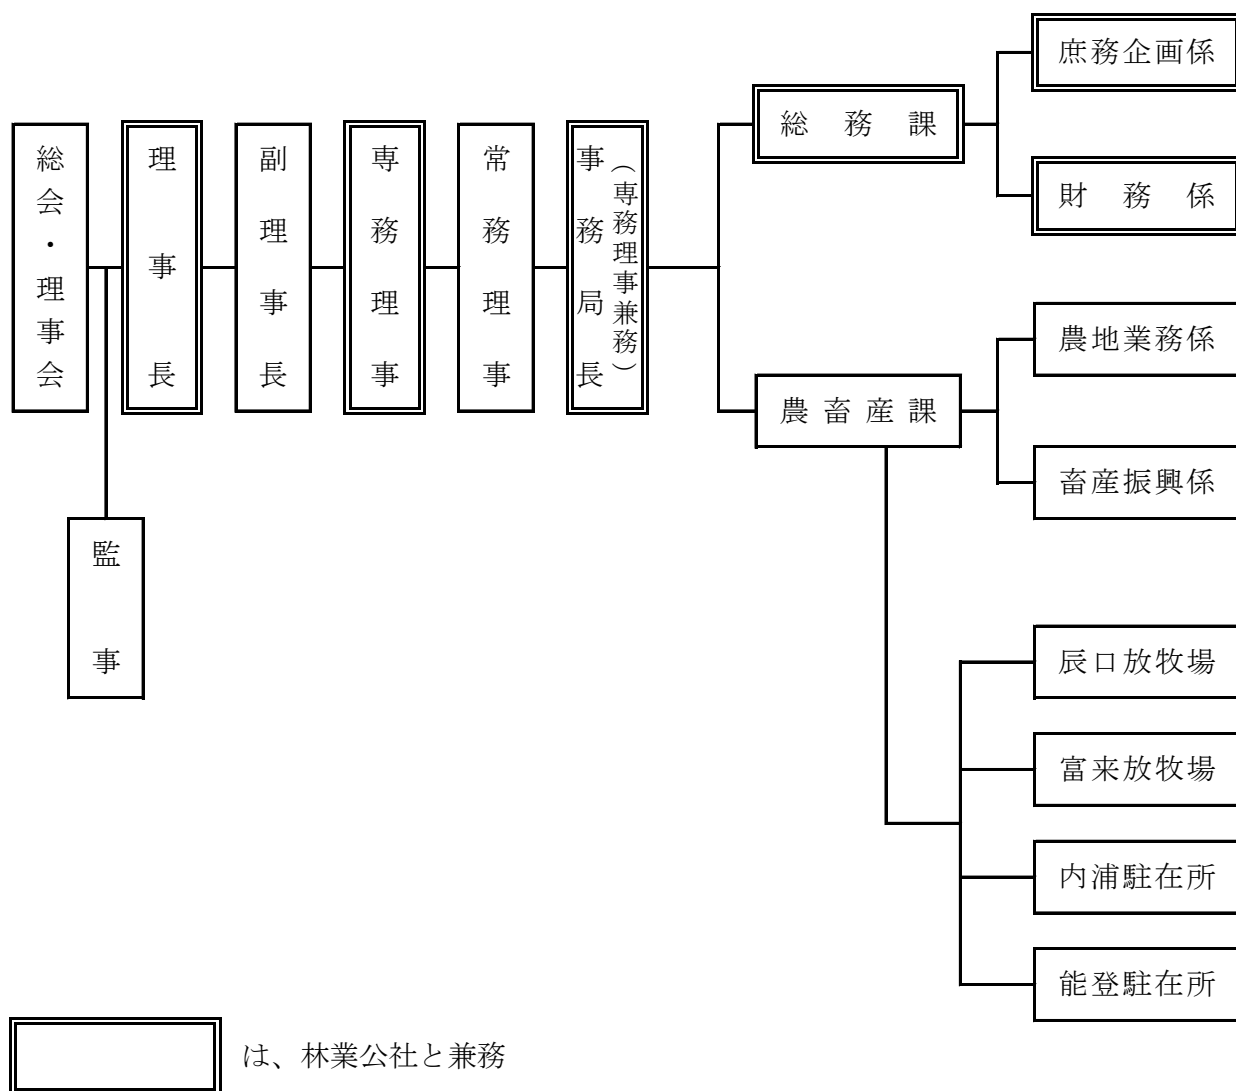 総会・理事会
理事長
副理事長
専務理事
常務理事
事務局長
（専務理事兼務）
監事
総務課
庶務企画係
財務係
農畜産課
農地業務係
畜産振興係
辰口放牧場
富来放牧場
内浦駐在所
能登駐在所
は、林業公社と兼務